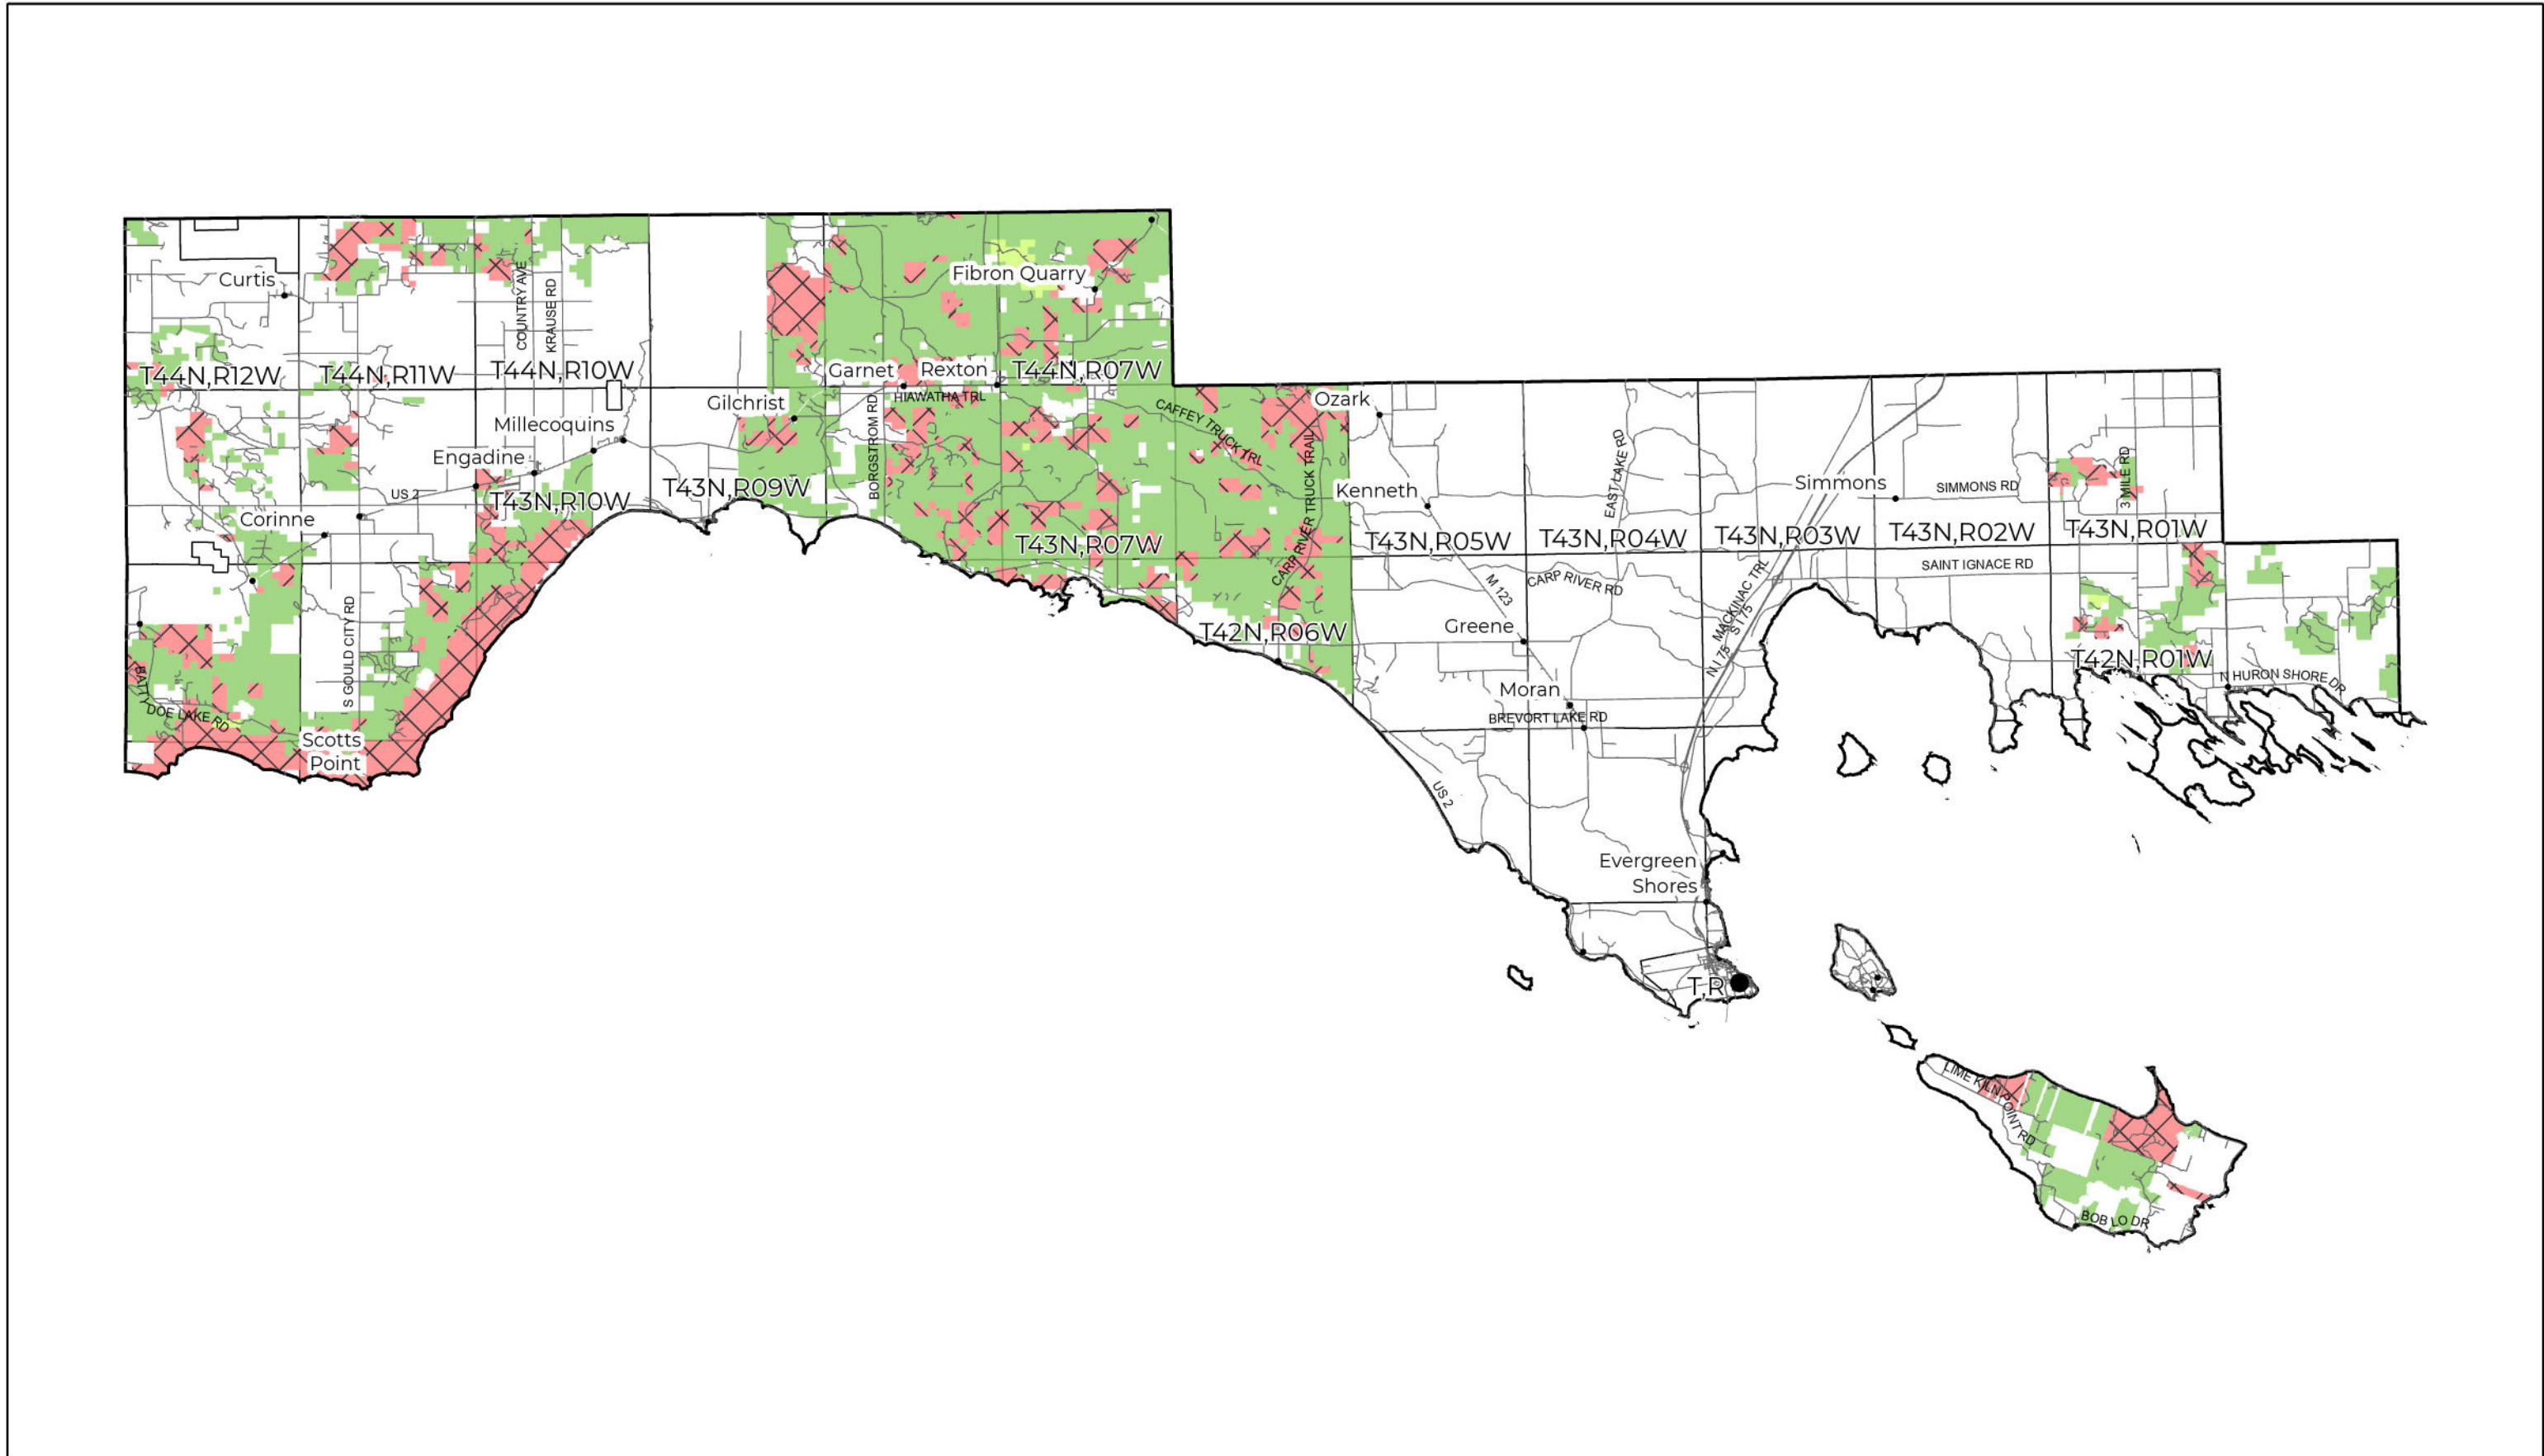 Fibron Quarry
Curtis
COUNTRY AVE
KRAUSE RD
T44N,R12W
T44N,R11W
T44N,R10W
Garnet
Rexton
T44N,R07W
HIAWATHA TRL
Gilchrist
BORGSTROM RD
CAFFEY TRUCK TRL
Ozark
Millecoquins
Engadine
US 2
T43N,R10W
T43N,R09W
CARP RIVER TRUCK TRAIL
Kenneth
EAST LAKE RD
Simmons
SIMMONS RD
3 MILE RD
Corinne
T43N,R07W
T43N,R05W
T43N,R04W
T43N,R03W
T43N,R02W
T43N,R01W
SAINT IGNACE RD
M 123
CARP RIVER RD
MACKINAC TRL
S I 75
N I 75
S GOULD CITY RD
T42N,R06W
Greene
T42N,R01W
N HURON SHORE DR
DOE LAKE RD
Scotts
Point
Moran
BREVORT LAKE RD
US 2
Evergreen
Shores
T,R
LIME KILN POINT RD
BOB LO DR